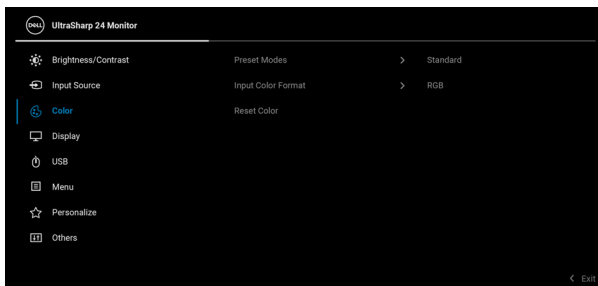 DELL UltraSharp 24 Monitor
Brightness/Contrast Preset Modes > Standard
Input Source Input Color Format > RGB
Color Reset Color
Display
USB
Menu
Personalize
Others
< Exit